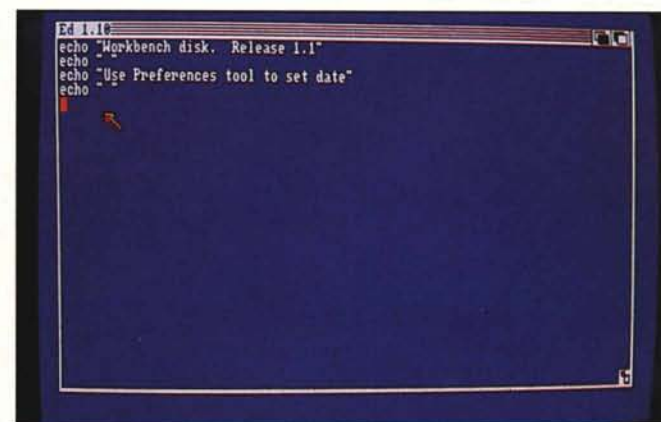 Ed 1.10
echo "Workbench disk.  Release 1.1"
echo " "
echo "Use Preferences tool to set date"
echo " "